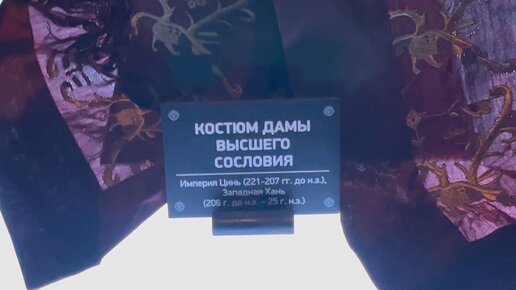 КОСТЮМ ДАМЫ
ВЫСШЕГО
СОСЛОВИЯ
Империя Цинь (221-207 гг. до н.э.),
Западная Хань
(206 г. до н.э. – 25 г. н.э.)